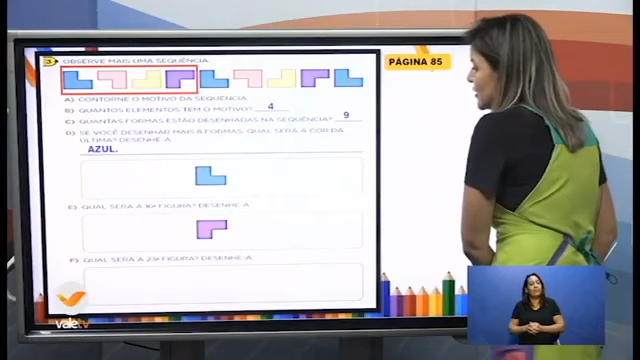 3 OBSERVE MAIS UMA SEQUÊNCIA.
PÁGINA 85
A) CONTORNE O MOTIVO DA SEQUÊNCIA.
B) QUANTOS ELEMENTOS TEM O MOTIVO? 4
C) QUANTAS FORMAS ESTÃO DESENHADAS NA SEQUÊNCIA? 9
D) SE VOCÊ DESENHAR MAIS 8 FORMAS, QUAL SERÁ A COR DA
ÚLTIMA? DESENHE-A.
AZUL.
E) QUAL SERÁ A 16ª FIGURA? DESENHE-A.
F) QUAL SERÁ A 23ª FIGURA? DESENHE-A.
vale tv